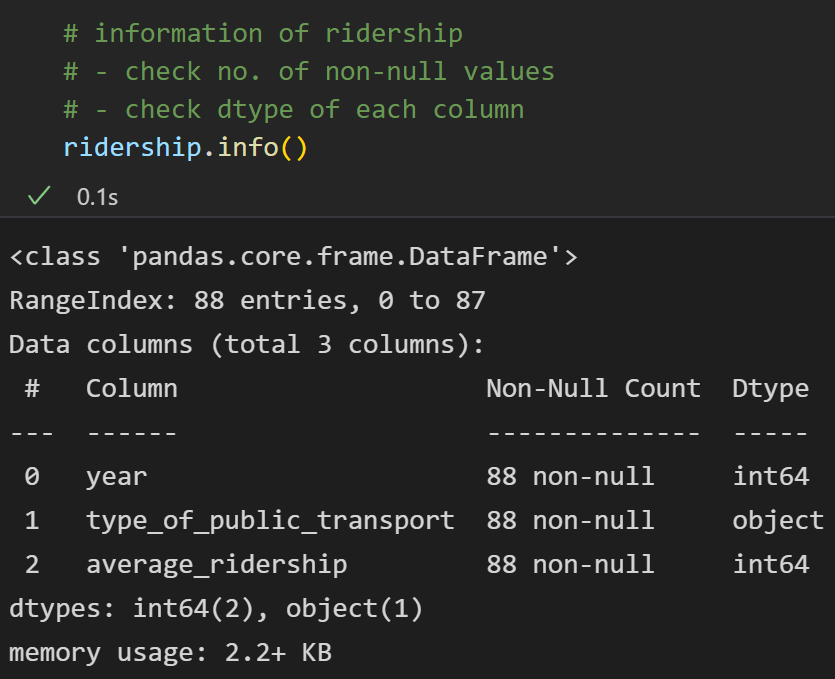 # information of ridership
# - check no. of non-null values
# - check dtype of each column
ridership.info()
✓ 0.1s
<class 'pandas.core.frame.DataFrame'>
RangeIndex: 88 entries, 0 to 87
Data columns (total 3 columns):
 #   Column                    Non-Null Count  Dtype
---  ------                    --------------  -----
 0   year                      88 non-null     int64
 1   type_of_public_transport  88 non-null     object
 2   average_ridership         88 non-null     int64
dtypes: int64(2), object(1)
memory usage: 2.2+ KB